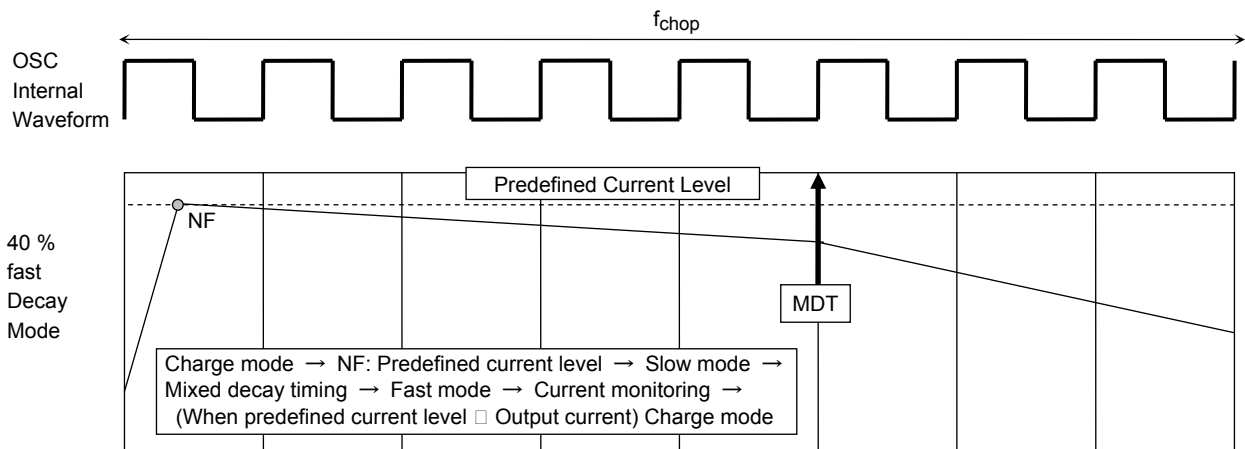 fchop
OSC
Internal
Waveform
Predefined Current Level
NF
40 %
fast
Decay
Mode
MDT
Charge mode → NF: Predefined current level → Slow mode →
Mixed decay timing → Fast mode → Current monitoring →
(When predefined current level □ Output current) Charge mode